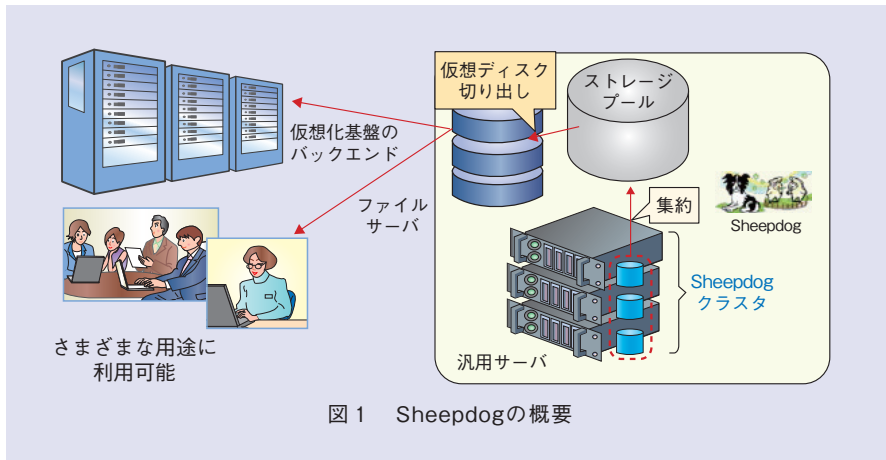 仮想ディスク
切り出し
ストレージ
プール
仮想化基盤の
バックエンド
ファイル
サーバ
集約
Sheepdog
Sheepdog
クラスタ
汎用サーバ
さまざまな用途に
利用可能
図1 Sheepdogの概要